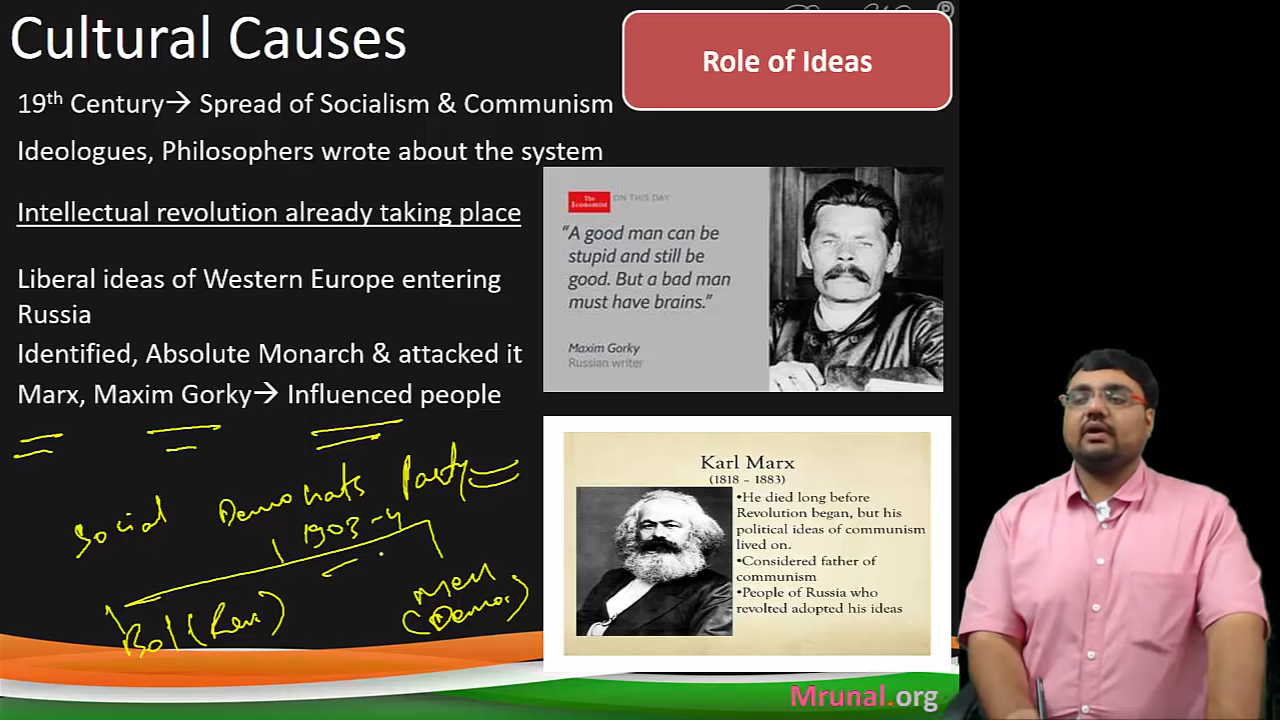 Cultural Causes
Role of Ideas
19th Century→ Spread of Socialism & Communism
Ideologues, Philosophers wrote about the system
Intellectual revolution already taking place
Liberal ideas of Western Europe entering
Russia
Identified, Absolute Monarch & attacked it
Marx, Maxim Gorky→ Influenced people
The Economist ON THIS DAY
“A good man can be
stupid and still be
good. But a bad man
must have brains.”
Maxim Gorky
Russian writer
Social Democrats Party
1903-4
Bol (Rev)
Men
(Democ.)
Karl Marx
(1818 - 1883)
•He died long before
Revolution began, but his
political ideas of communism
lived on.
•Considered father of
communism
•People of Russia who
revolted adopted his ideas
Mrunal.org